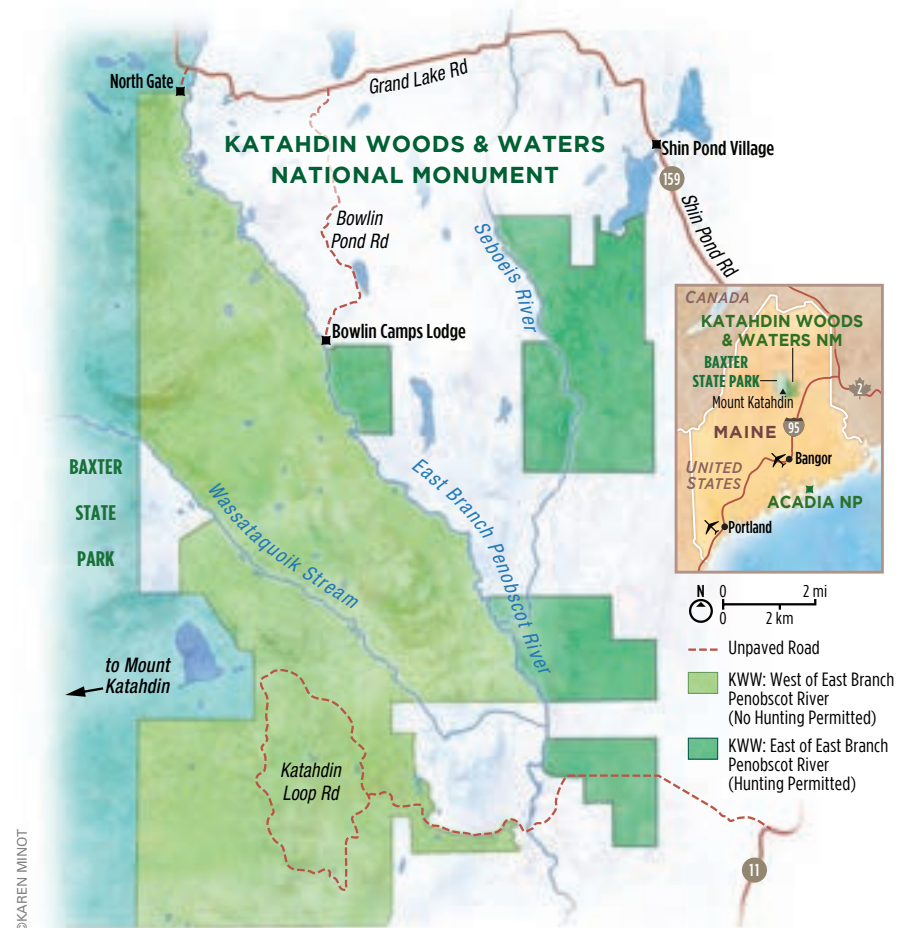 North Gate
Grand Lake Rd
KATAHDIN WOODS & WATERS
NATIONAL MONUMENT
Shin Pond Village
159
Shin Pond Rd
Bowlin
Pond Rd
Seboeis River
Bowlin Camps Lodge
BAXTER
STATE
PARK
Wassataquoik Stream
East Branch Penobscot River
to Mount
Katahdin
Katahdin
Loop Rd
11
CANADA
KATAHDIN WOODS
& WATERS NM
BAXTER
STATE PARK
Mount Katahdin
2
MAINE
95
UNITED
STATES
Bangor
ACADIA NP
Portland
N
0 2 mi
0 2 km
Unpaved Road
KWW: West of East Branch
Penobscot River
(No Hunting Permitted)
KWW: East of East Branch
Penobscot River
(Hunting Permitted)
©KAREN MINOT